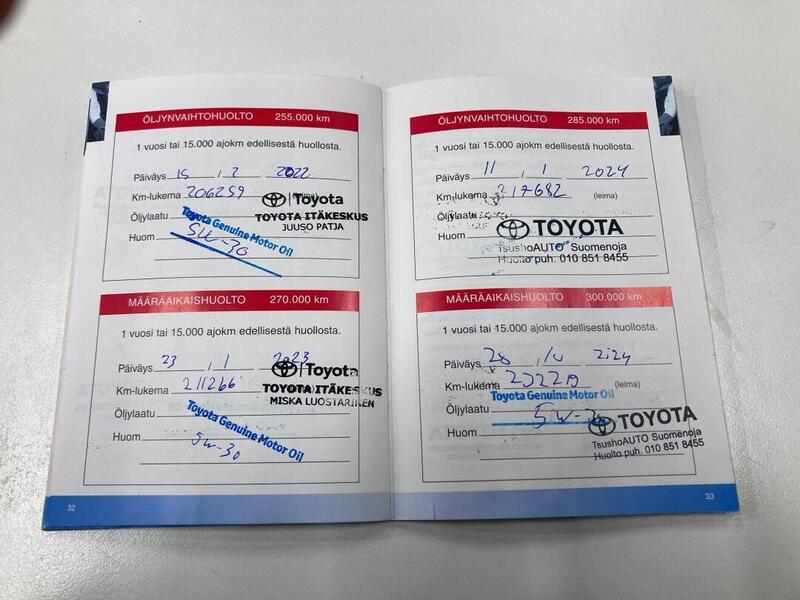 ÖLJYNVAIHTOHUOLTO 255.000 km
1 vuosi tai 15.000 ajokm edellisestä huollosta.
Päiväys 15 / 2 2022
Km-lukema 206259 (leima)
Toyota
Öljylaatu Toyota Genuine Motor Oil
TOYOTA ITÄKESKUS
JUUSO PATJA
Huom 5W-30
MÄÄRÄAIKAISHUOLTO 270.000 km
1 vuosi tai 15.000 ajokm edellisestä huollosta.
Päiväys 23 / 1 2023
Toyota
Km-lukema 211266
TOYOTA ITÄKESKUS
MISKA LUOSTARINEN
Öljylaatu Toyota Genuine Motor Oil
Huom 5W-30
32
ÖLJYNVAIHTOHUOLTO 285.000 km
1 vuosi tai 15.000 ajokm edellisestä huollosta.
Päiväys 11 / 1 2024
Km-lukema 217682 (leima)
Öljylaatu
Huom
TOYOTA
TsushoAUTO Suomenoja
Huolto puh. 010 851 8455
MÄÄRÄAIKAISHUOLTO 300.000 km
1 vuosi tai 15.000 ajokm edellisestä huollosta.
Päiväys 28 /
Km-lukema (leima)
Toyota Genuine Motor Oil
Öljylaatu
Huom
TOYOTA
TsushoAUTO Suomenoja
Huolto puh. 010 851 8455
33